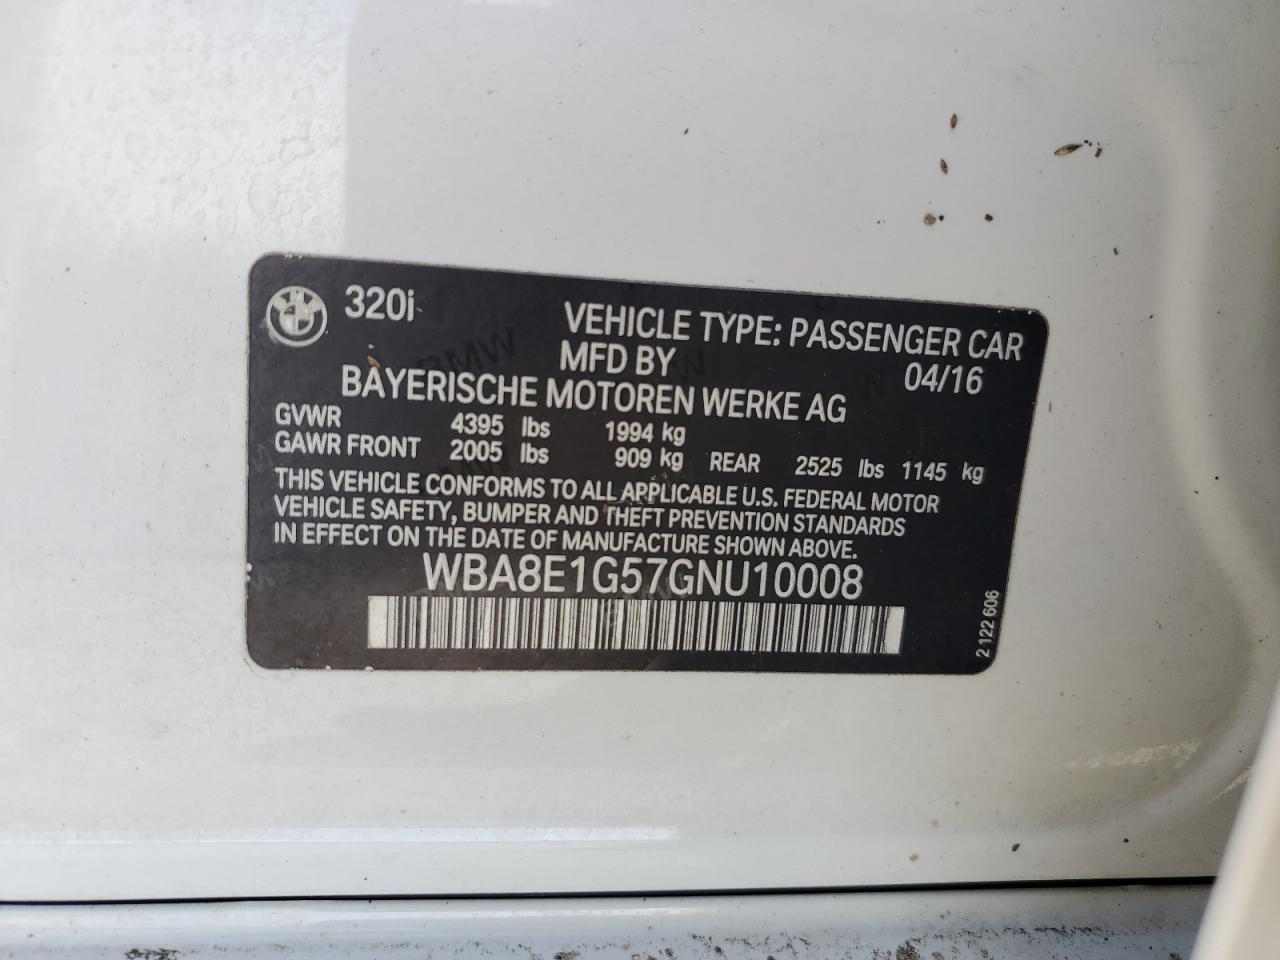 320i
VEHICLE TYPE: PASSENGER CAR
MFD BY 04/16
BAYERISCHE MOTOREN WERKE AG
GVWR 4395 lbs 1994 kg
GAWR FRONT 2005 lbs 909 kg REAR 2525 lbs 1145 kg
THIS VEHICLE CONFORMS TO ALL APPLICABLE U.S. FEDERAL MOTOR
VEHICLE SAFETY, BUMPER AND THEFT PREVENTION STANDARDS
IN EFFECT ON THE DATE OF MANUFACTURE SHOWN ABOVE.
WBA8E1G57GNU10008
2 122 606